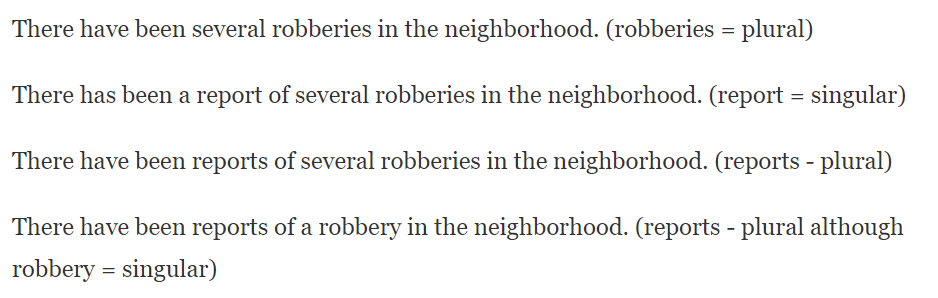 There have been several robberies in the neighborhood. (robberies = plural)
There has been a report of several robberies in the neighborhood. (report = singular)
There have been reports of several robberies in the neighborhood. (reports - plural)
There have been reports of a robbery in the neighborhood. (reports - plural although
robbery = singular)